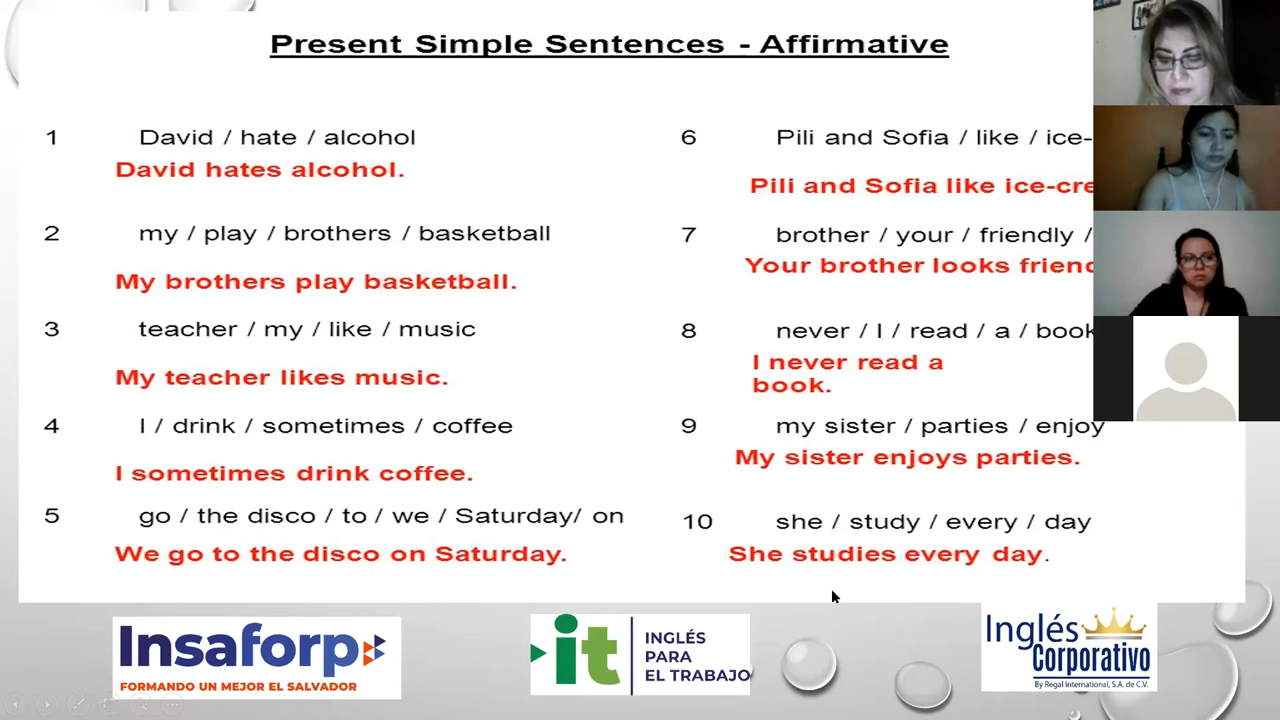 Present Simple Sentences - Affirmative
1 David / hate / alcohol
David hates alcohol.
2 my / play / brothers / basketball
My brothers play basketball.
3 teacher / my / like / music
My teacher likes music.
4 I / drink / sometimes / coffee
I sometimes drink coffee.
5 go / the disco / to / we / Saturday/ on
We go to the disco on Saturday.
6 Pili and Sofia / like / ice-
Pili and Sofia like ice-cre
7 brother / your / friendly /
Your brother looks friend
8 never / I / read / a / book
I never read a
book.
9 my sister / parties / enjoy
My sister enjoys parties.
10 she / study / every / day
She studies every day.
Insaforp
FORMANDO UN MEJOR EL SALVADOR
it
INGLÉS
PARA
EL TRABAJO
Inglés
Corporativo
By Regal International, S.A. de C.V.